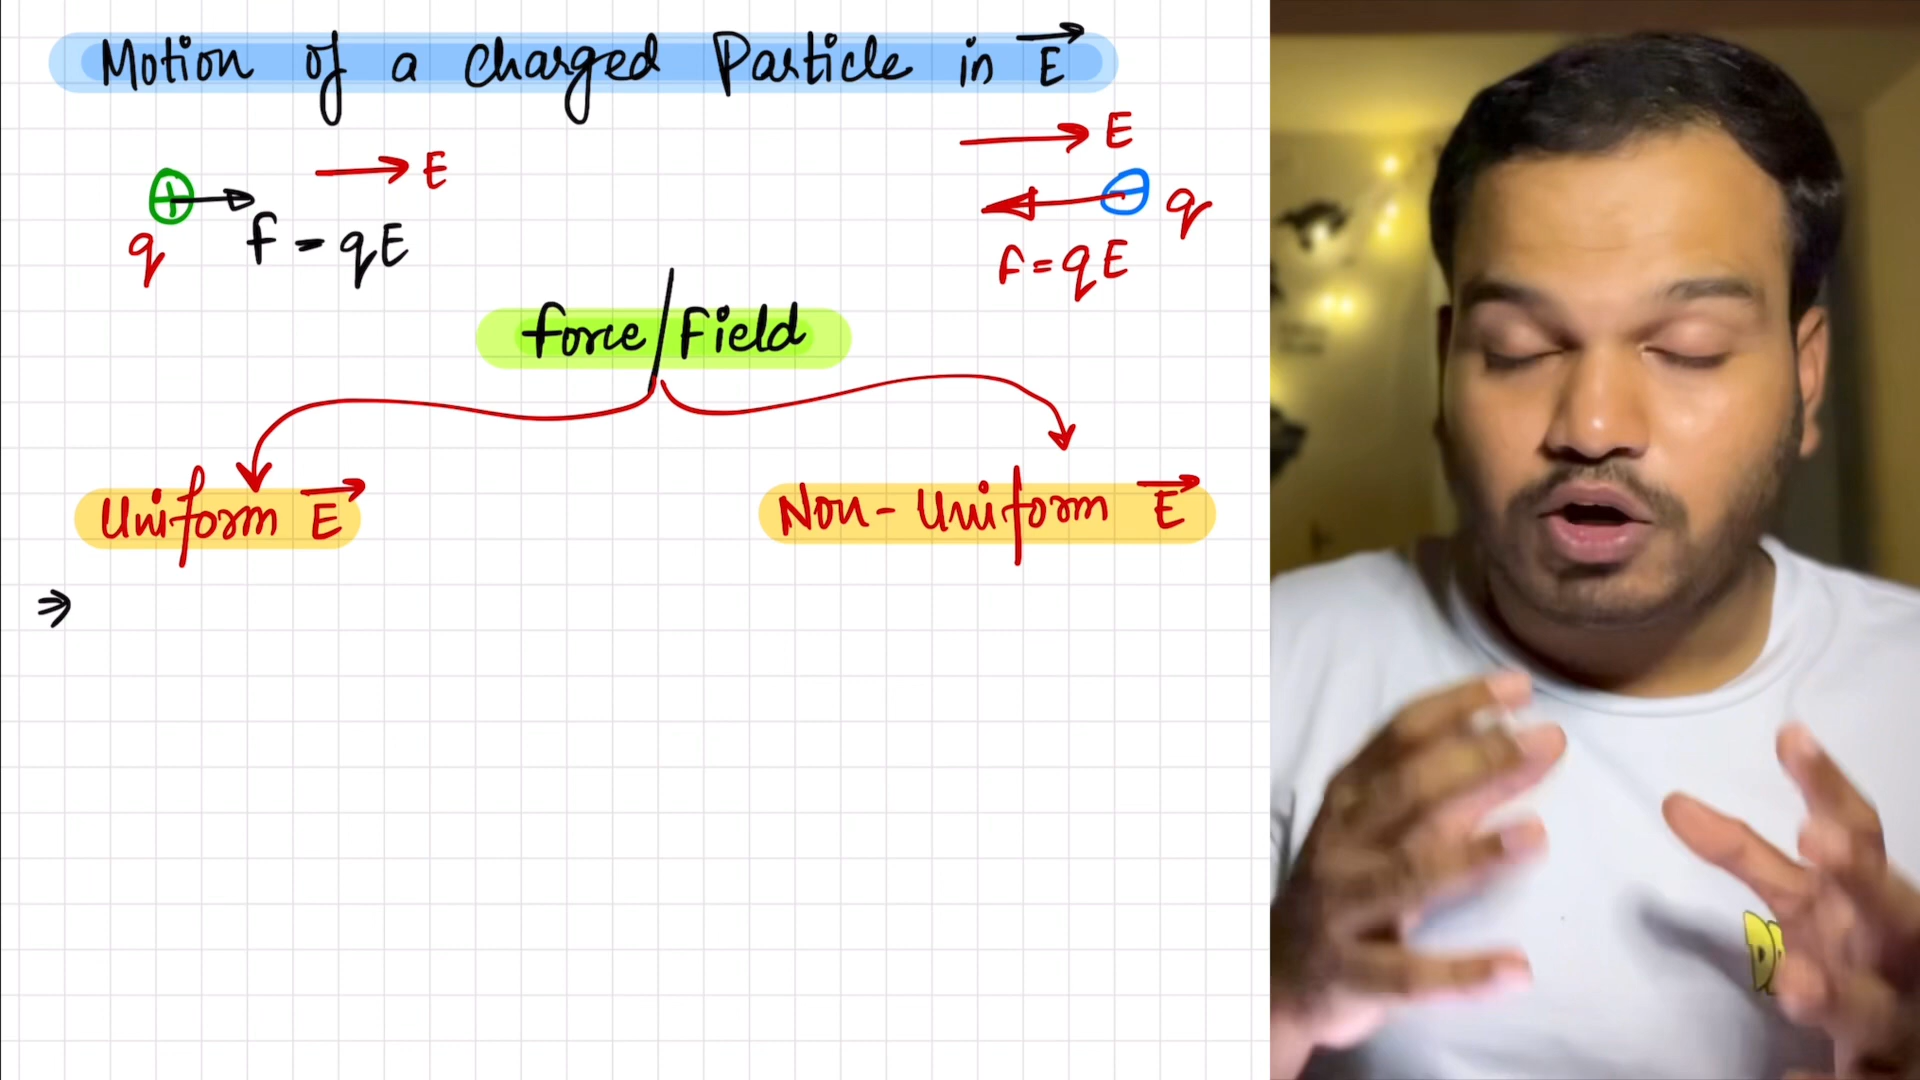 Motion of a charged Particle in E
E
q
F = qE
E
q
F = qE
force/Field
Uniform E
Non-Uniform E
⇒